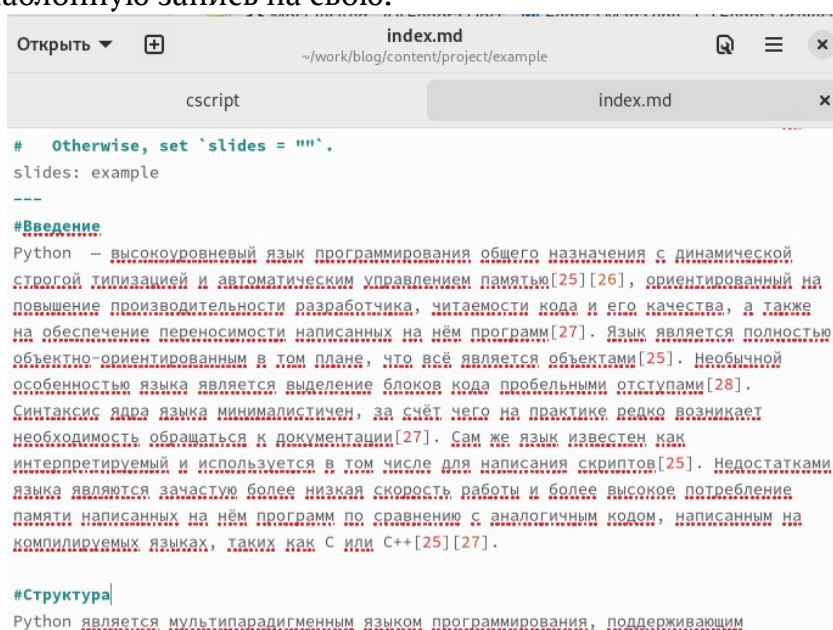 запись на свою.
Открыть
index.md
~/work/blog/content/project/example
cscript
index.md
# Otherwise, set `slides = ""`.
slides: example
---
#Введение
Python — высокоуровневый язык программирования общего назначения с динамической
строгой типизацией и автоматическим управлением памятью[25][26], ориентированный на
повышение производительности разработчика, читаемости кода и его качества, а также
на обеспечение переносимости написанных на нём программ[27]. Язык является полностью
объектно-ориентированным в том плане, что всё является объектами[25]. Необычной
особенностью языка является выделение блоков кода пробельными отступами[28].
Синтаксис ядра языка минималистичен, за счёт чего на практике редко возникает
необходимость обращаться к документации[27]. Сам же язык известен как
интерпретируемый и используется в том числе для написания скриптов[25]. Недостатками
языка являются зачастую более низкая скорость работы и более высокое потребление
памяти написанных на нём программ по сравнению с аналогичным кодом, написанным на
компилируемых языках, таких как C или C++[25][27].
#Структура
Python является мультипарадигменным языком программирования, поддерживающим